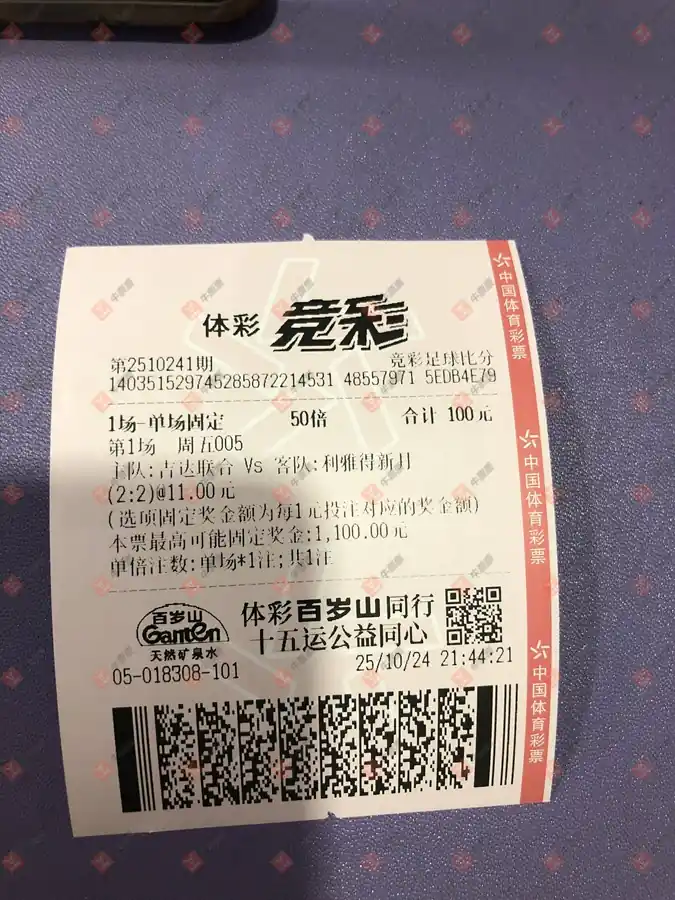 体彩 竞彩
第2510241期 竞彩足球比分
140351529745285872214531 48557971 5EDB4E79
1场-单场固定 50倍 合计 100元
第1场 周五005
主队:吉达联合 Vs 客队:利雅得新月
(2:2)@11.00元
(选项固定奖金额为每1元投注对应的奖金额)
本票最高可能固定奖金:1,100.00元
单倍注数:单场*1注;共1注
百岁山
Ganten
天然矿泉水
体彩百岁山同行
十五运公益同心
05-018308-101 25/10/24 21:44:21
中国体育彩票
中国体育彩票
中国体育彩票